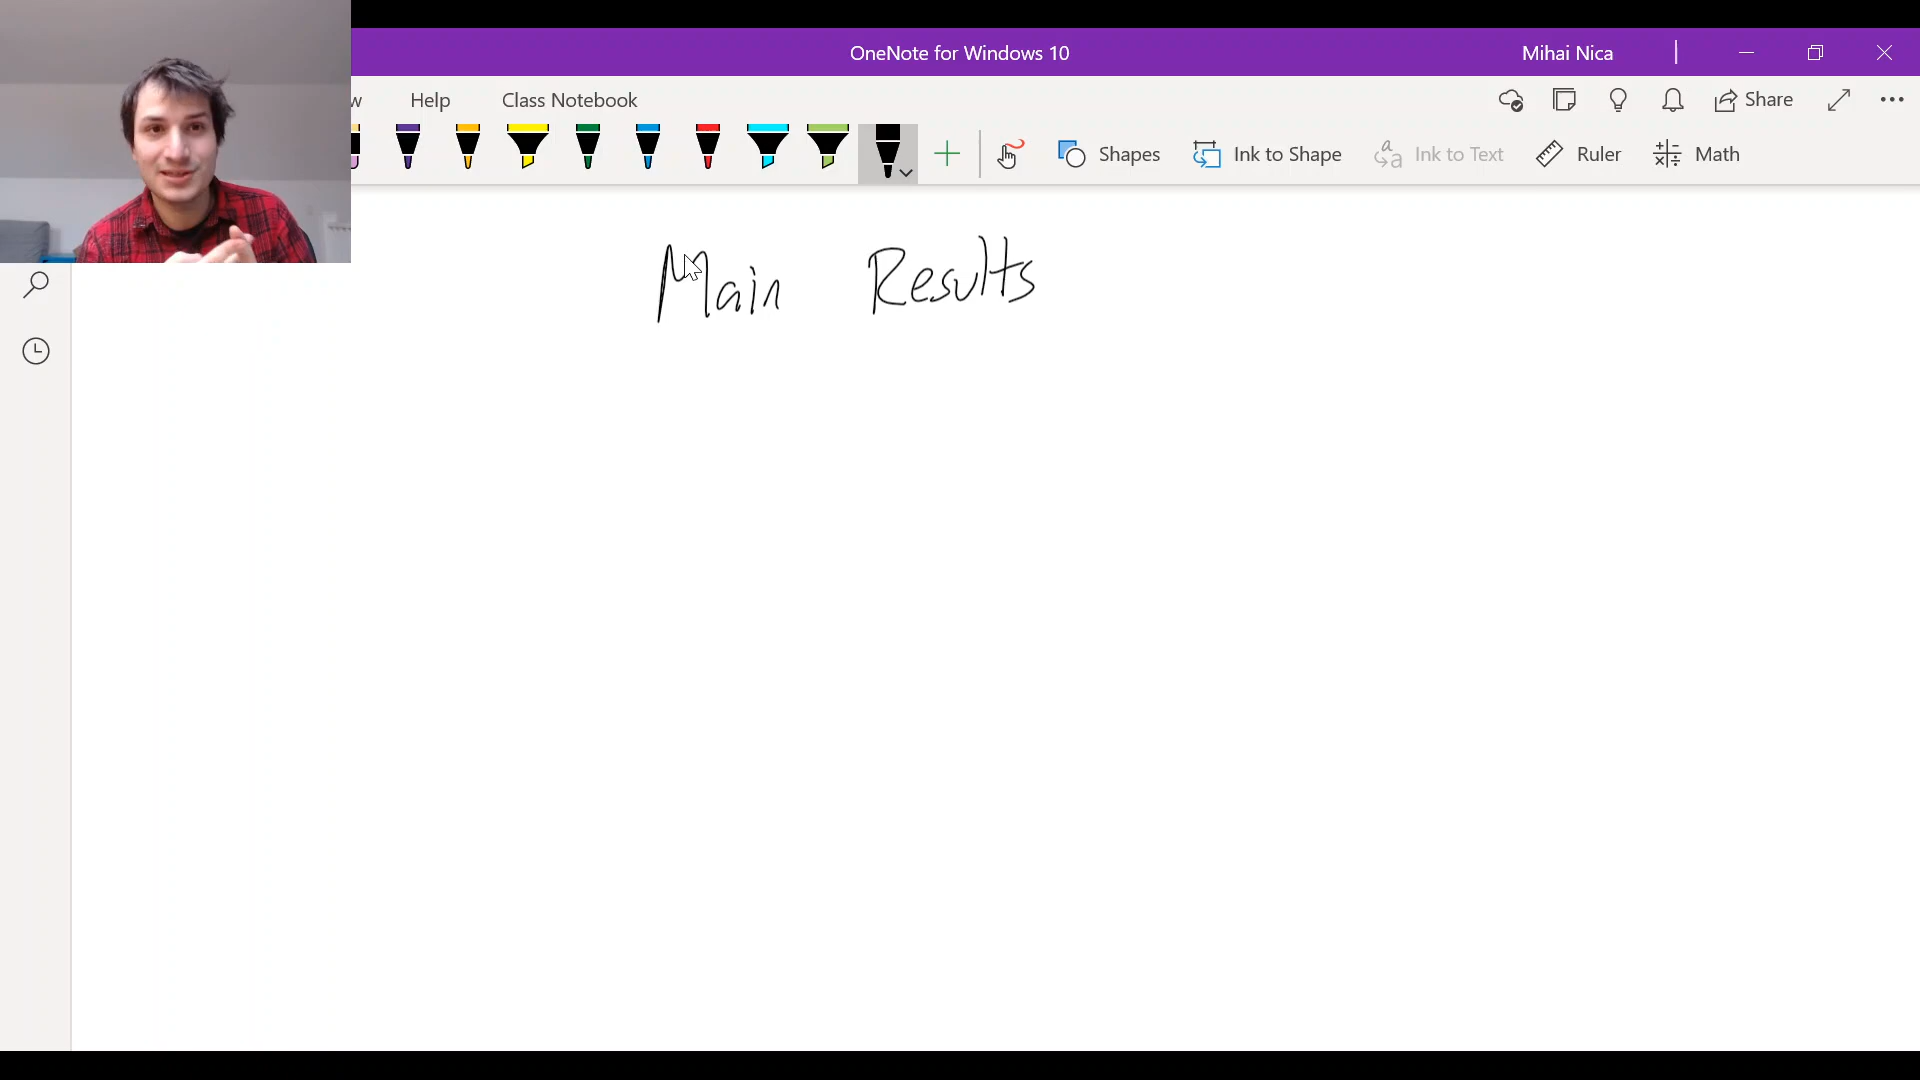 OneNote for Windows 10
Mihai Nica
w Help Class Notebook
Share
Shapes Ink to Shape Ink to Text Ruler Math
Main Results